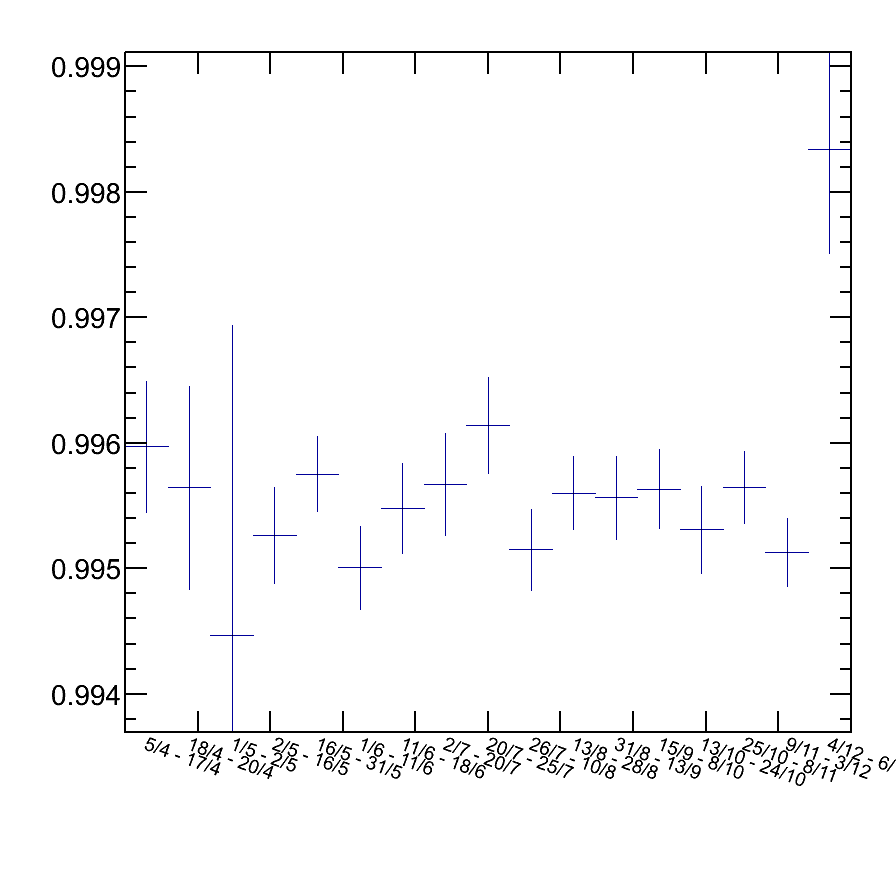 0.999
0.998
0.997
0.996
0.995
0.994
5/4 - 17/4
18/4 - 20/4
1/5 - 2/5
2/5 - 16/5
16/5 - 31/5
1/6 - 11/6
11/6 - 18/6
2/7 - 20/7
20/7 - 25/7
26/7 - 10/8
13/8 - 28/8
31/8 - 13/9
15/9 - 8/10
13/10 - 24/10
25/10 - 8/11
9/11 - 3/12
4/12 - 6/